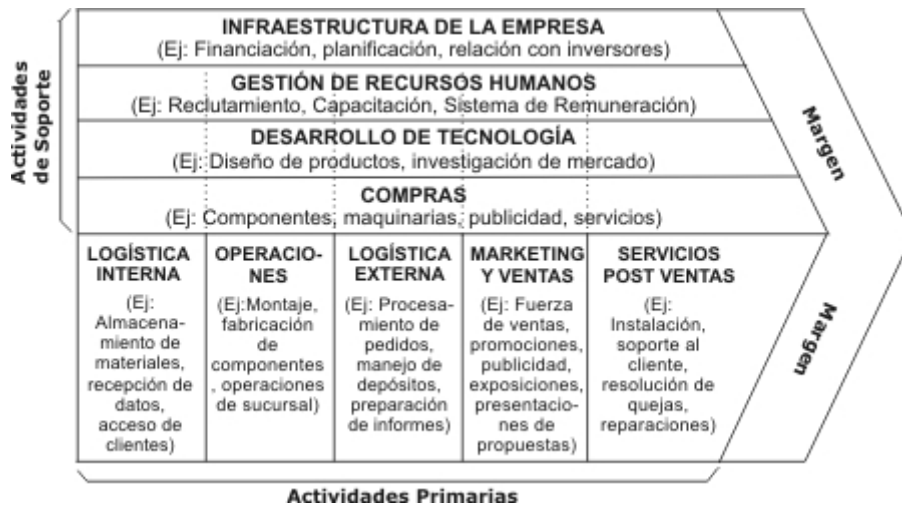 Actividades
de Soporte
INFRAESTRUCTURA DE LA EMPRESA
(Ej: Financiación, planificación, relación con inversores)
GESTIÓN DE RECURSOS HUMANOS
(Ej: Reclutamiento, Capacitación, Sistema de Remuneración)
DESARROLLO DE TECNOLOGÍA
(Ej: Diseño de productos, investigación de mercado)
COMPRAS
(Ej: Componentes, maquinarias, publicidad, servicios)
LOGÍSTICA
INTERNA
(Ej:
Almacena-
miento de
materiales,
recepción de
datos,
acceso de
clientes)
OPERACIO-
NES
(Ej:Montaje,
fabricación
de
componentes
, operaciones
de sucursal)
LOGÍSTICA
EXTERNA
(Ej: Procesa-
miento de
pedidos,
manejo de
depósitos,
preparación
de informes)
MARKETING
Y VENTAS
(Ej: Fuerza
de ventas,
promociones,
publicidad,
exposiciones,
presentacio-
nes de
propuestas)
SERVICIOS
POST VENTAS
(Ej:
Instalación,
soporte al
cliente,
resolución de
quejas,
reparaciones)
Margen
Margen
Actividades Primarias